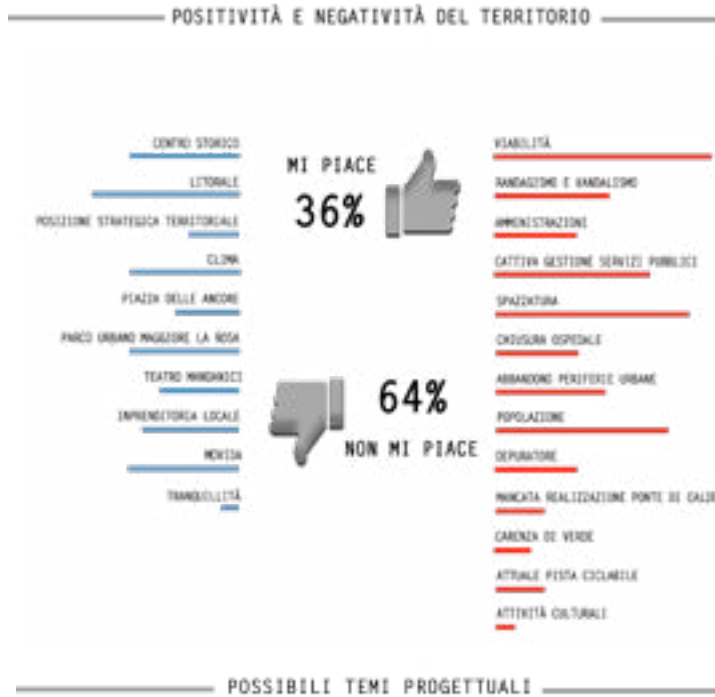 POSITIVITÀ E NEGATIVITÀ DEL TERRITORIO
CENTRO STORICO
LITORALE
POSIZIONE STRATEGICA TERRITORIALE
CLIMA
PIAZZA DELLE ANCORE
PARCO URBANO MAGGIORE LA ROSA
TEATRO MANDANICI
INPRENDITORIA LOCALE
MOVIDA
TRANQUILLITÀ
MI PIACE
36%
64%
NON MI PIACE
VIABILITÀ
RANDAGISMO E VANDALISMO
AMMINISTRAZIONI
CATTIVA GESTIONE SERVIZI PUBBLICI
SPAZZATURA
CHIUSURA OSPEDALE
ABBANDONI PERIFERIE URBANE
POPOLAZIONE
DEPURATORE
MANCATA REALIZZAZIONE PONTE DI CALDE
CARENZA DI VERDE
ATTUALE PISTA CICLABILE
ATTIVITÀ CULTURALI
POSSIBILI TEMI PROGETTUALI